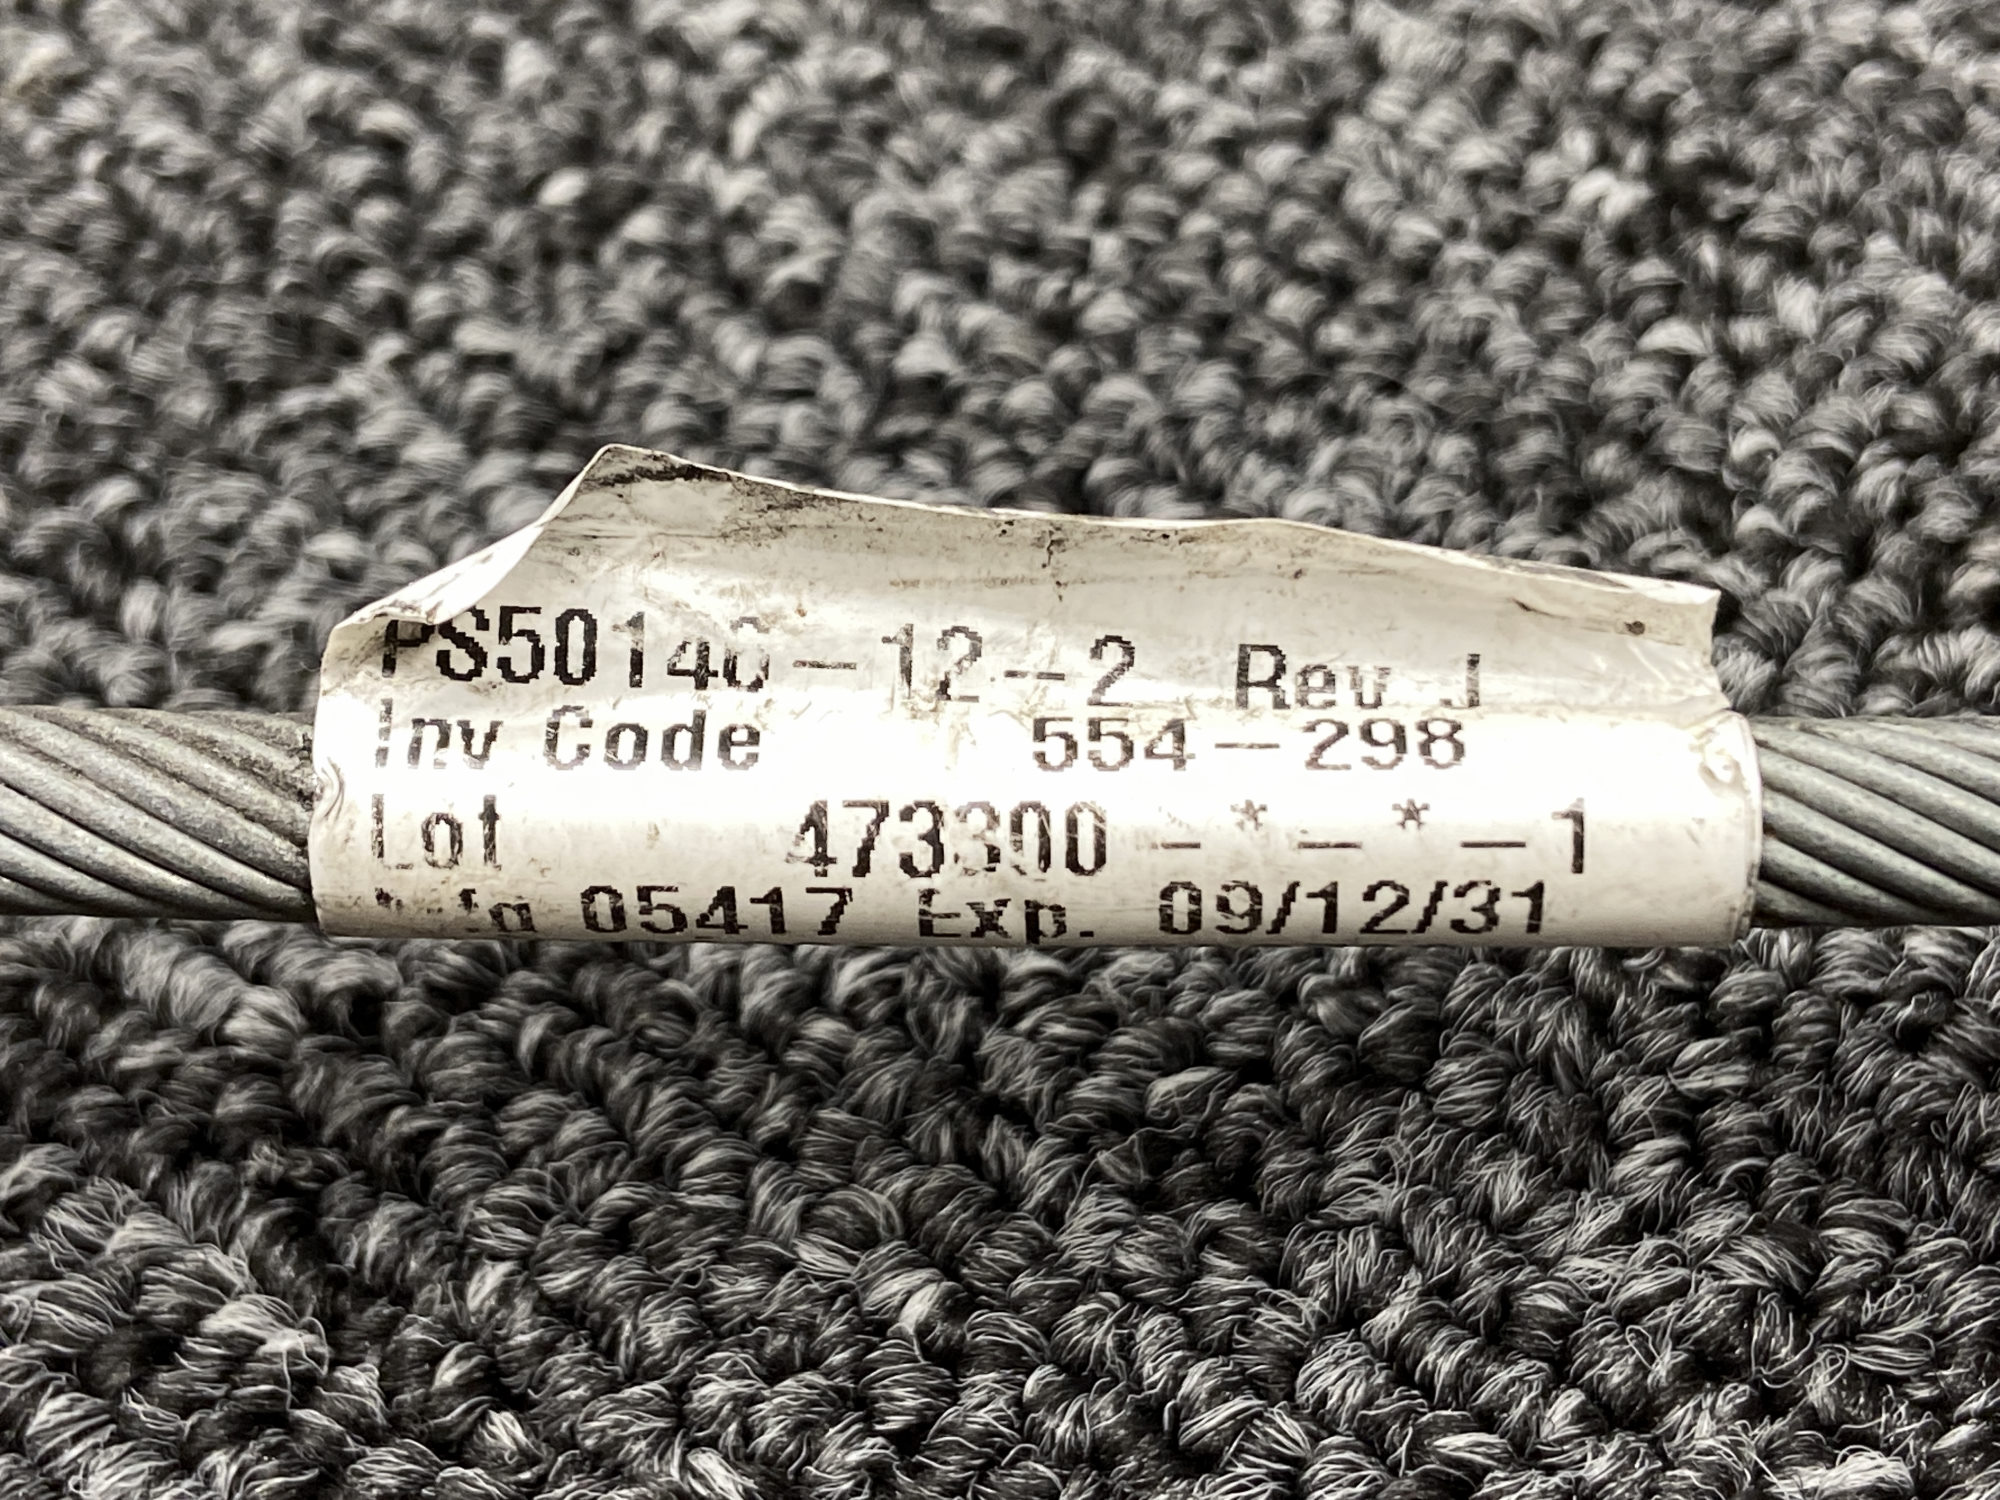 PS50140-12--2 Rev J
Inv Code 554-298
Lot 473300 -*-*-1
05417 Exp. 09/12/31